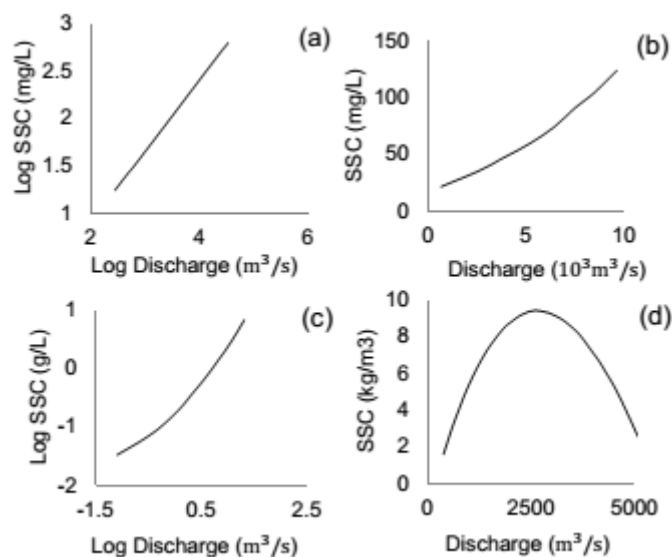 (a)
Log SSC (mg/L)
3
2.5
2
1.5
1
2 4 6
Log Discharge (m³/s)
(b)
SSC (mg/L)
150
100
50
0
0 5 10
Discharge (10³m³/s)
(c)
Log SSC (g/L)
1
0
-1
-2
-1.5 0.5 2.5
Log Discharge (m³/s)
(d)
SSC (kg/m3)
10
8
6
4
2
0
0 2500 5000
Discharge (m³/s)